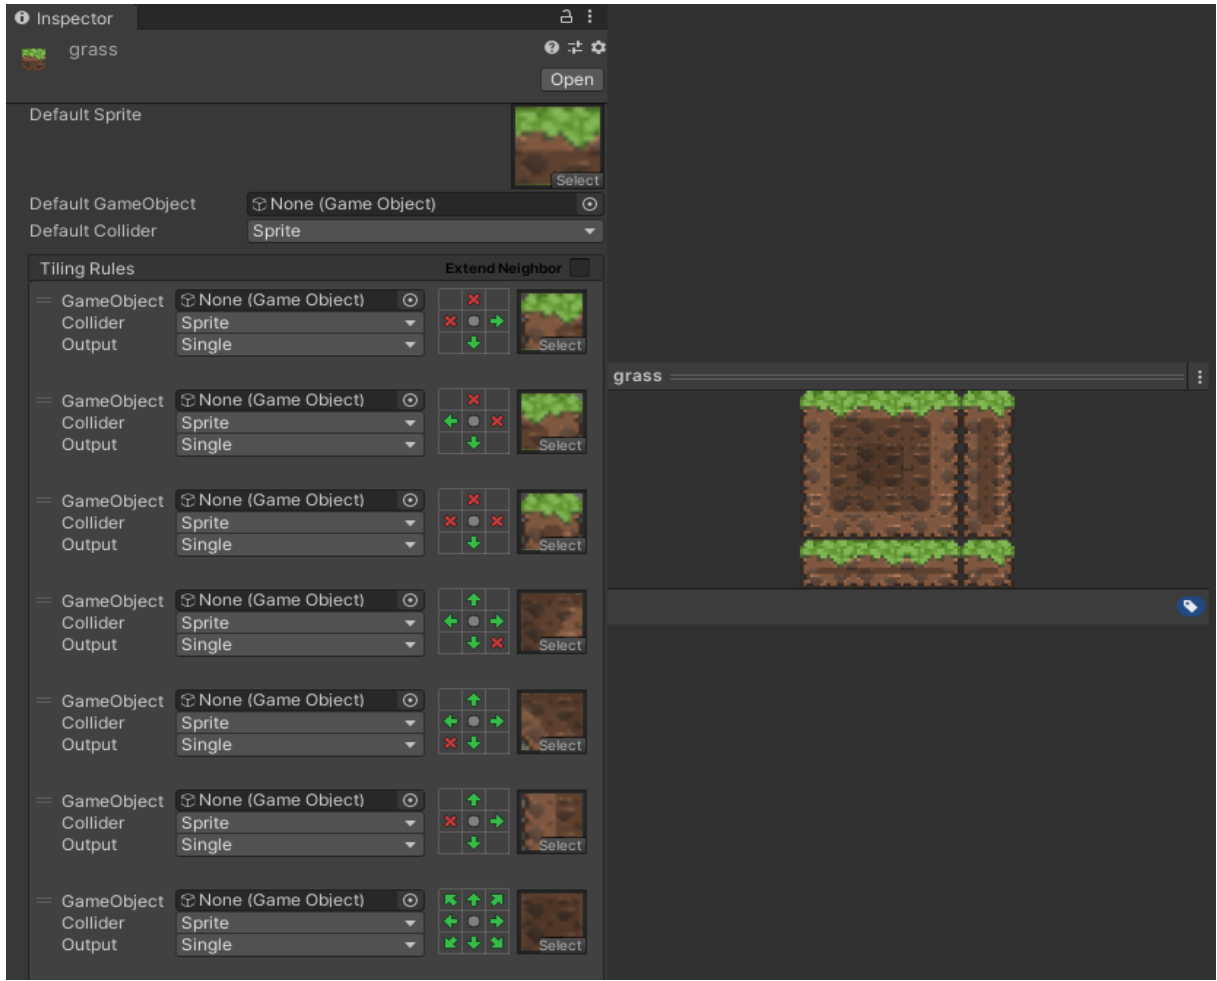 Inspector
grass
Open
Default Sprite
Select
Default GameObject None (Game Object)
Default Collider Sprite
Tiling Rules Extend Neighbor
GameObject None (Game Object)
Collider Sprite
Output Single Select
GameObject None (Game Object)
Collider Sprite
Output Single Select
GameObject None (Game Object)
Collider Sprite
Output Single Select
GameObject None (Game Object)
Collider Sprite
Output Single Select
GameObject None (Game Object)
Collider Sprite
Output Single Select
GameObject None (Game Object)
Collider Sprite
Output Single Select
GameObject None (Game Object)
Collider Sprite
Output Single Select
grass